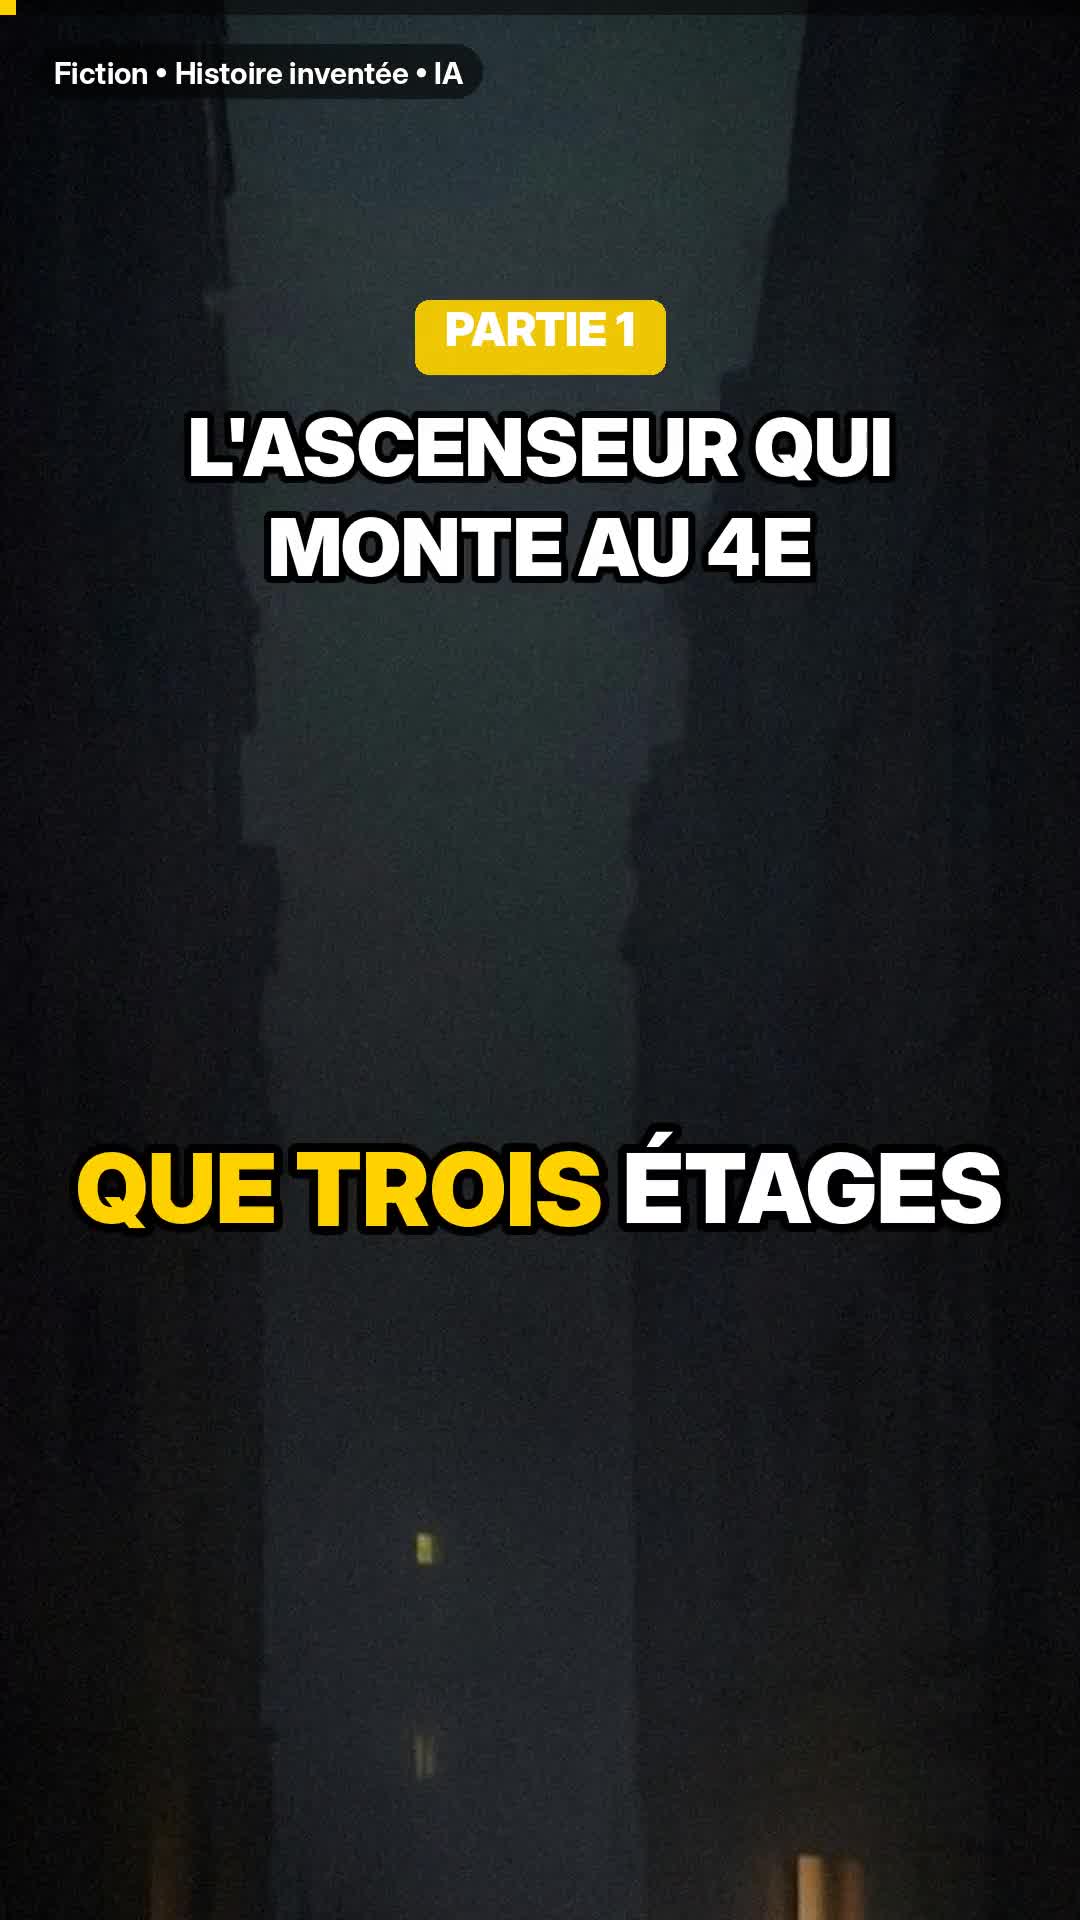 Fiction • Histoire inventée • IA
PARTIE 1
L'ASCENSEUR QUI
MONTE AU 4E
QUE TROIS ÉTAGES